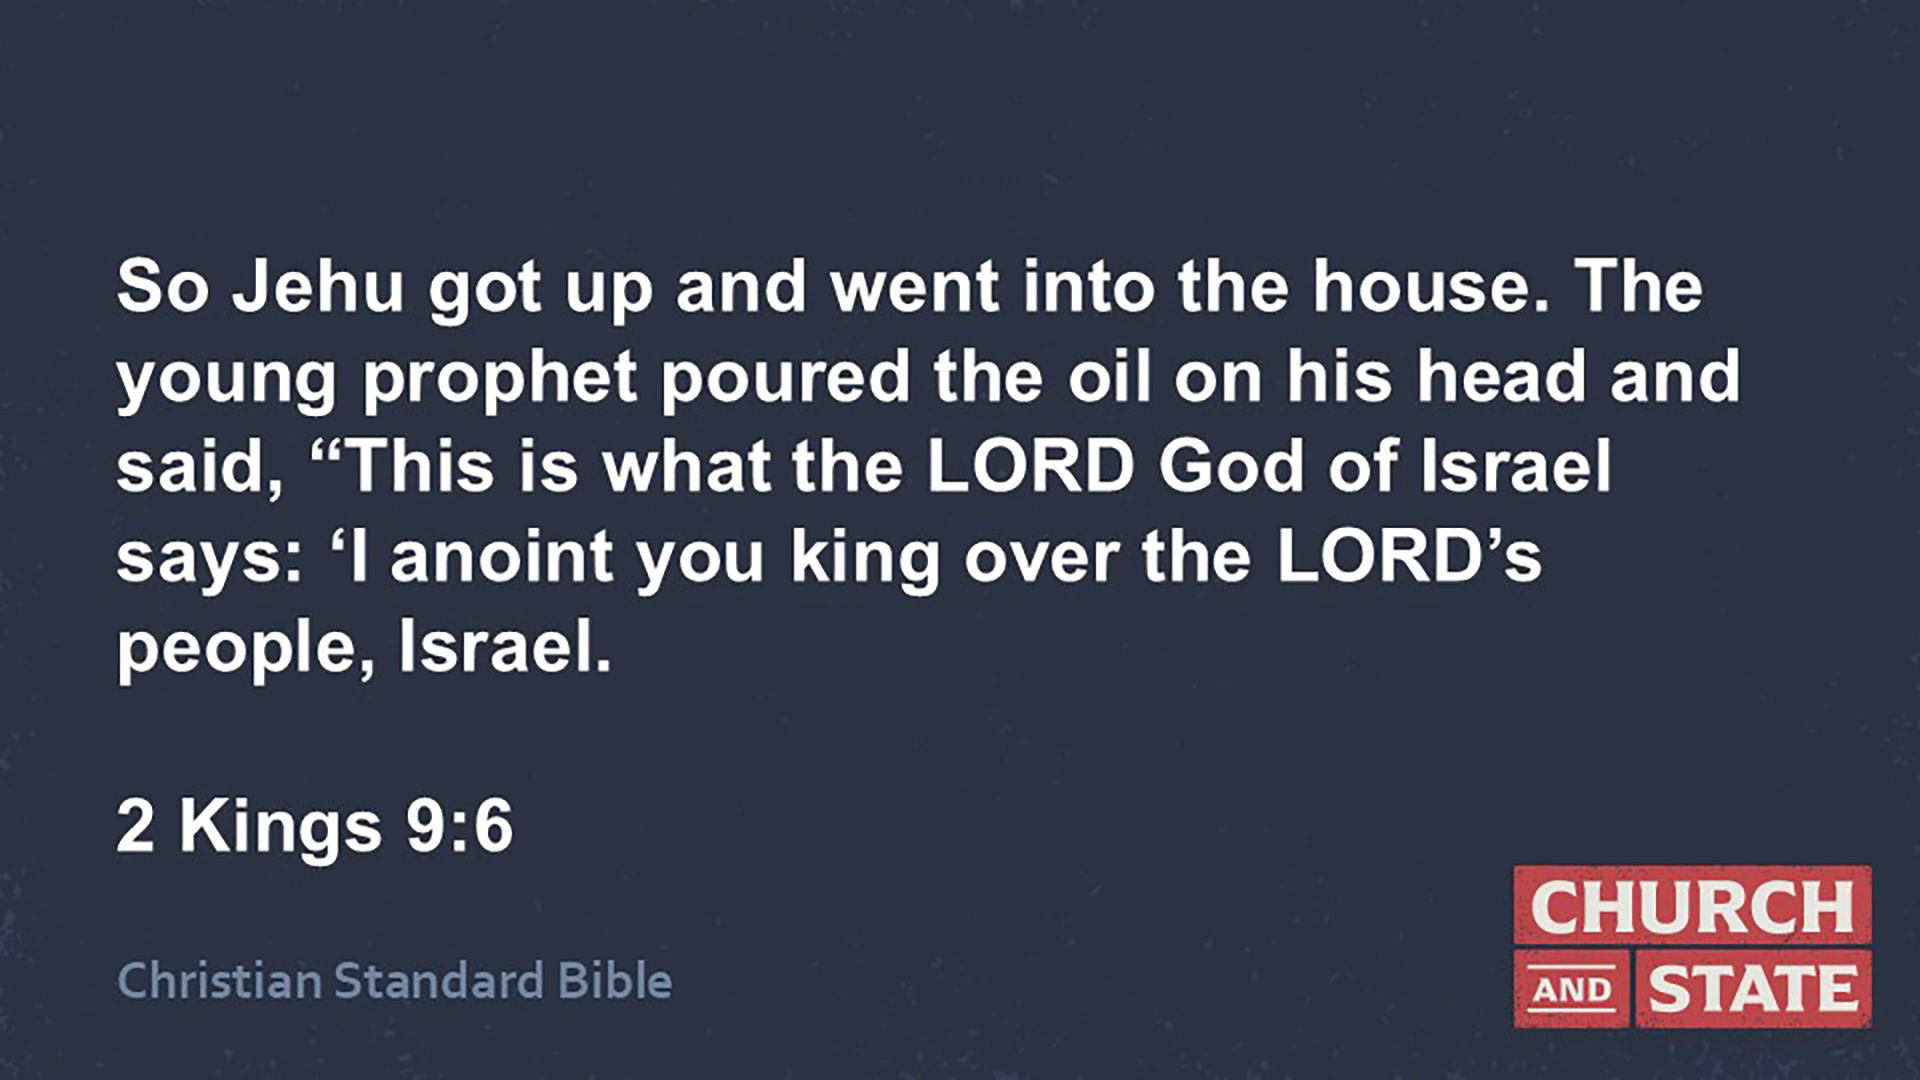 So Jehu got up and went into the house. The
young prophet poured the oil on his head and
said, “This is what the LORD God of Israel
says: ‘I anoint you king over the LORD’s
people, Israel.
2 Kings 9:6
Christian Standard Bible
CHURCH
AND STATE